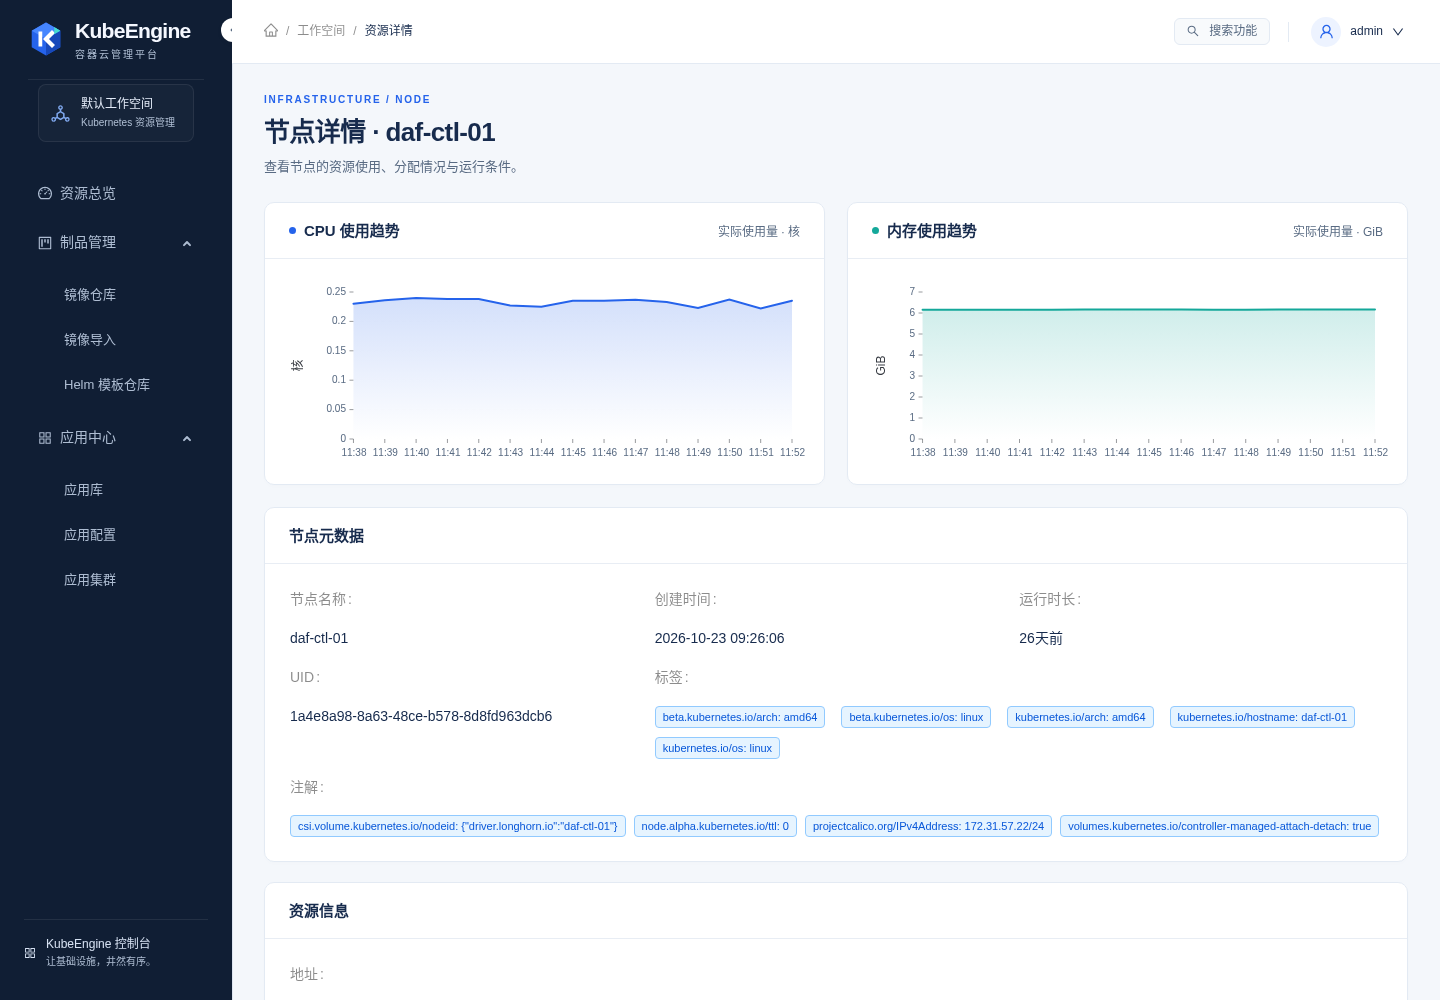 KubeEngine
容器云管理平台
默认工作空间
Kubernetes 资源管理
资源总览
制品管理
镜像仓库
镜像导入
Helm 模板仓库
应用中心
应用库
应用配置
应用集群
KubeEngine 控制台
让基础设施，井然有序。
/ 工作空间 / 资源详情
搜索功能
admin
INFRASTRUCTURE / NODE
节点详情 · daf-ctl-01
查看节点的资源使用、分配情况与运行条件。
CPU 使用趋势
实际使用量 · 核
0.25
0.2
0.15
0.1
0.05
0
核
11:38 11:39 11:40 11:41 11:42 11:43 11:44 11:45 11:46 11:47 11:48 11:49 11:50 11:51 11:52
内存使用趋势
实际使用量 · GiB
7
6
5
4
3
2
1
0
GiB
11:38 11:39 11:40 11:41 11:42 11:43 11:44 11:45 11:46 11:47 11:48 11:49 11:50 11:51 11:52
节点元数据
节点名称: 创建时间: 运行时长:
daf-ctl-01 2026-10-23 09:26:06 26天前
UID: 标签:
1a4e8a98-8a63-48ce-b578-8d8fd963dcb6 beta.kubernetes.io/arch: amd64 beta.kubernetes.io/os: linux kubernetes.io/arch: amd64 kubernetes.io/hostname: daf-ctl-01
kubernetes.io/os: linux
注解:
csi.volume.kubernetes.io/nodeid: {"driver.longhorn.io":"daf-ctl-01"} node.alpha.kubernetes.io/ttl: 0 projectcalico.org/IPv4Address: 172.31.57.22/24 volumes.kubernetes.io/controller-managed-attach-detach: true
资源信息
地址: